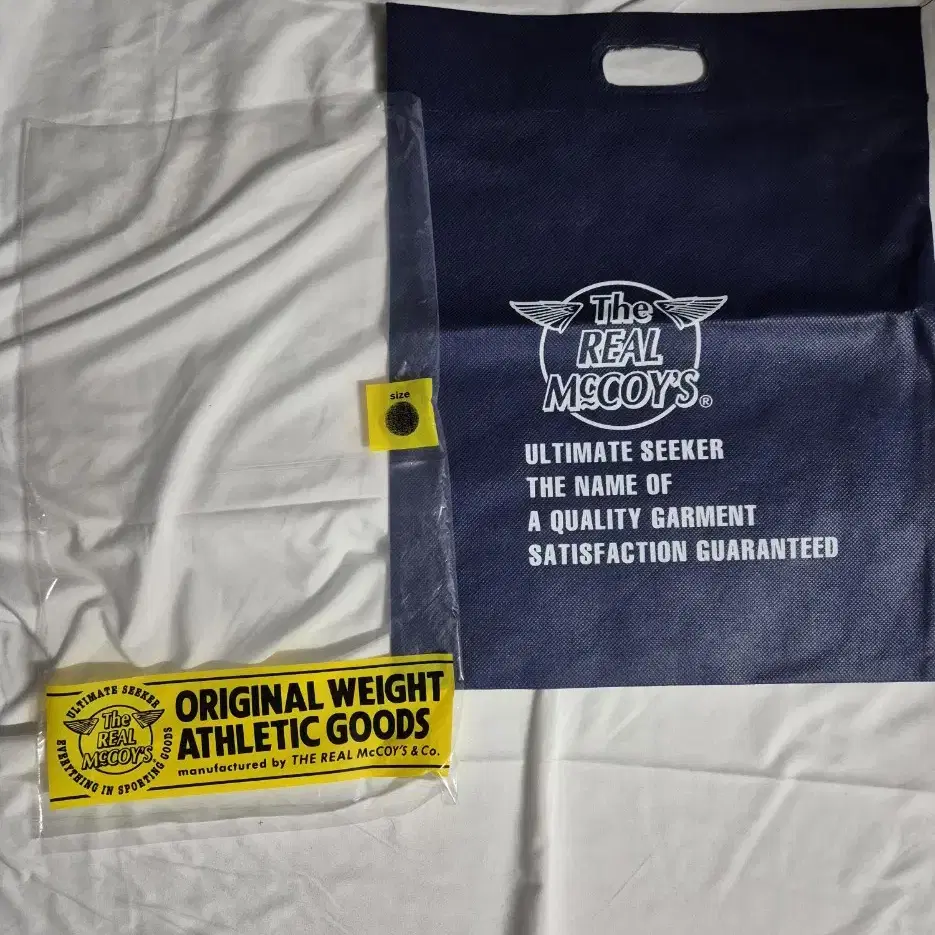 The
REAL
McCOY'S®
ULTIMATE SEEKER
THE NAME OF
A QUALITY GARMENT
SATISFACTION GUARANTEED
size
ULTIMATE SEEKER
The
REAL
McCOY'S
EVERYTHING IN SPORTING GOODS
ORIGINAL WEIGHT
ATHLETIC GOODS
manufactured by THE REAL McCOY'S & Co.